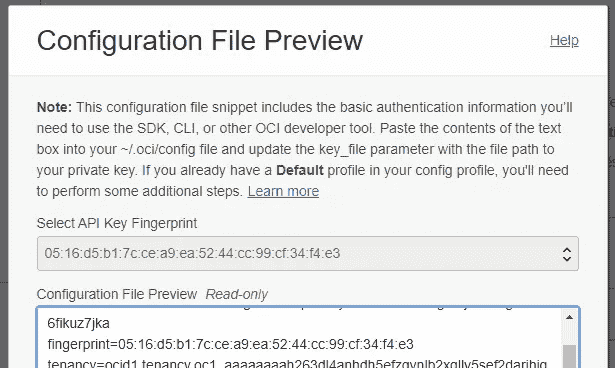 Configuration File Preview
Help
Note: This configuration file snippet includes the basic authentication information you'll
need to use the SDK, CLI, or other OCI developer tool. Paste the contents of the text
box into your ~/.oci/config file and update the key_file parameter with the file path to
your private key. If you already have a Default profile in your config profile, you'll need
to perform some additional steps. Learn more
Select API Key Fingerprint
05:16:d5:b1:7c:ce:a9:ea:52:44:cc:99:cf:34:f4:e3
Configuration File Preview Read-only
6fikuz7jka
fingerprint=05:16:d5:b1:7c:ce:a9:ea:52:44:cc:99:cf:34:f4:e3